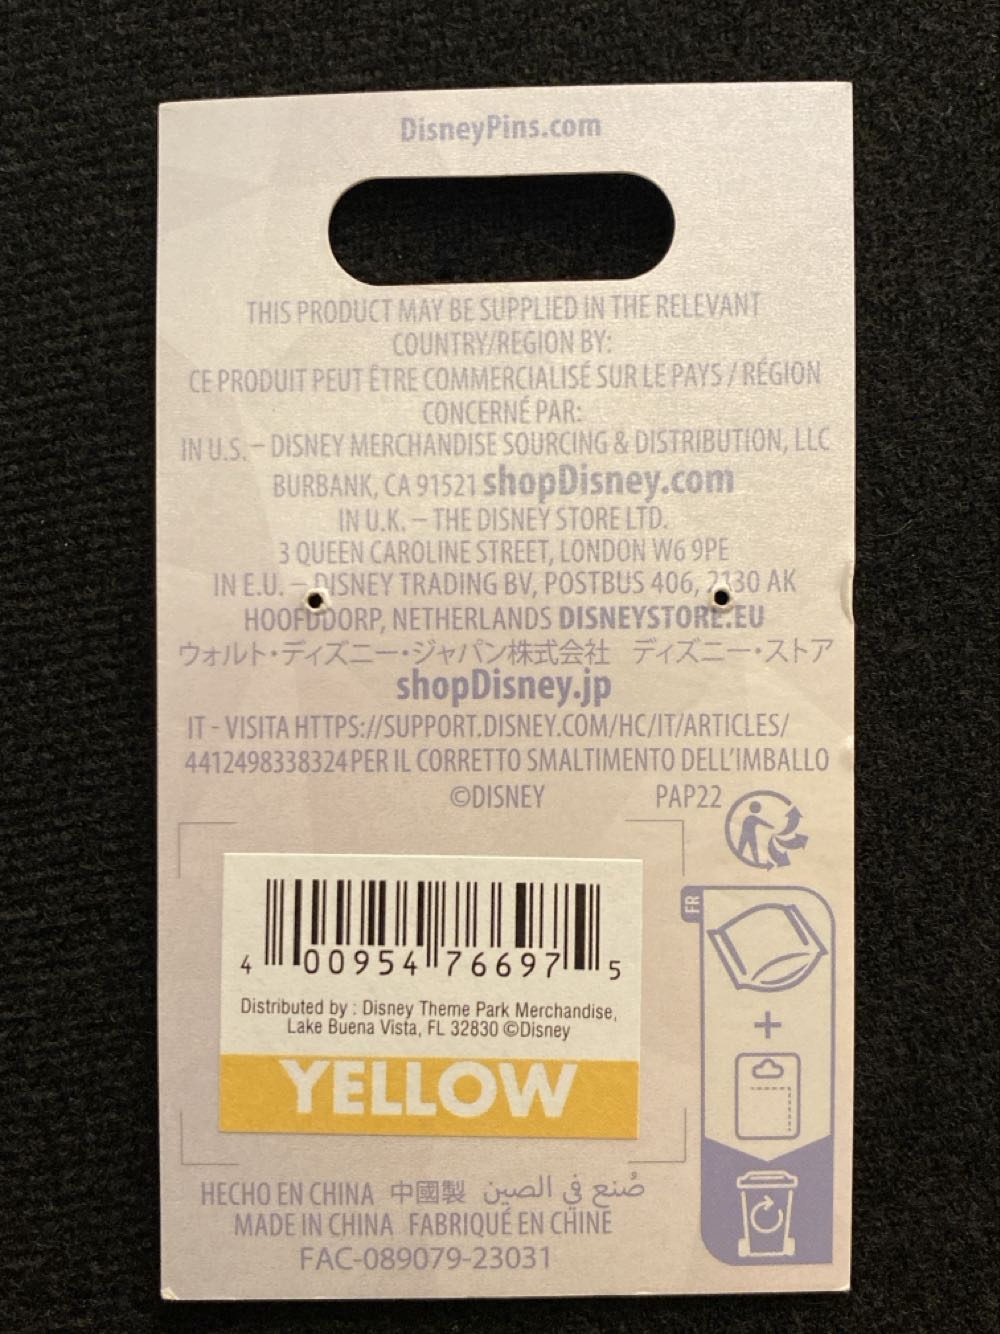 DisneyPins.com
THIS PRODUCT MAY BE SUPPLIED IN THE RELEVANT
COUNTRY/REGION BY:
CE PRODUIT PEUT ÊTRE COMMERCIALISÉ SUR LE PAYS / RÉGION
CONCERNÉ PAR:
IN U.S. – DISNEY MERCHANDISE SOURCING & DISTRIBUTION, LLC
BURBANK, CA 91521 shopDisney.com
IN U.K. – THE DISNEY STORE LTD.
3 QUEEN CAROLINE STREET, LONDON W6 9PE
IN E.U. – DISNEY TRADING BV, POSTBUS 406, 2130 AK
HOOFDDORP, NETHERLANDS DISNEYSTORE.EU
ウォルト・ディズニー・ジャパン株式会社 ディズニー・ストア
shopDisney.jp
IT - VISITA HTTPS://SUPPORT.DISNEY.COM/HC/IT/ARTICLES/
4412498338324 PER IL CORRETTO SMALTIMENTO DELL'IMBALLO
©DISNEY PAP22
FR
+
4 00954 76697 5
Distributed by : Disney Theme Park Merchandise,
Lake Buena Vista, FL 32830 ©Disney
YELLOW
HECHO EN CHINA 中國製 صُنع في الصين
MADE IN CHINA FABRIQUÉ EN CHINE
FAC-089079-23031